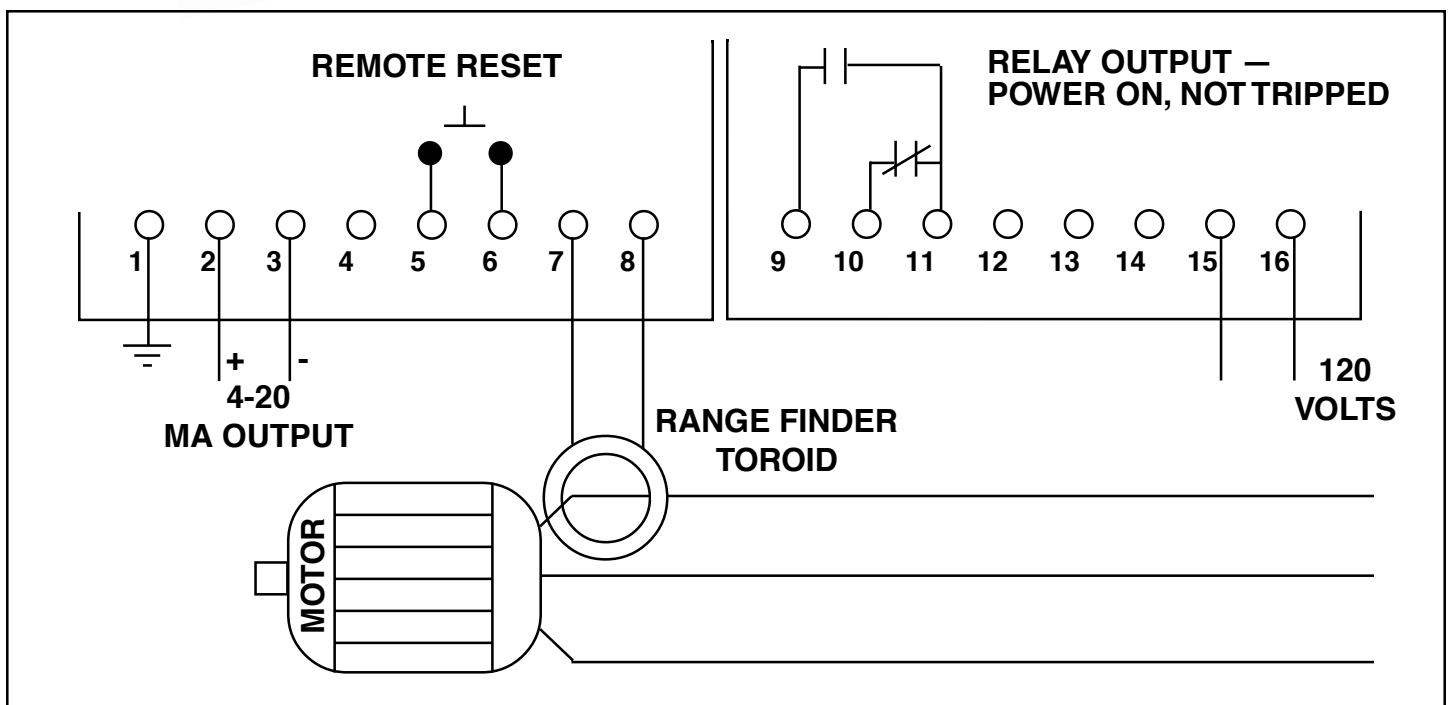 REMOTE RESET
RELAY OUTPUT —
POWER ON, NOT TRIPPED
1 2 3 4 5 6 7 8
9 10 11 12 13 14 15 16
+ -
4-20
MA OUTPUT
120
VOLTS
RANGE FINDER
TOROID
MOTOR